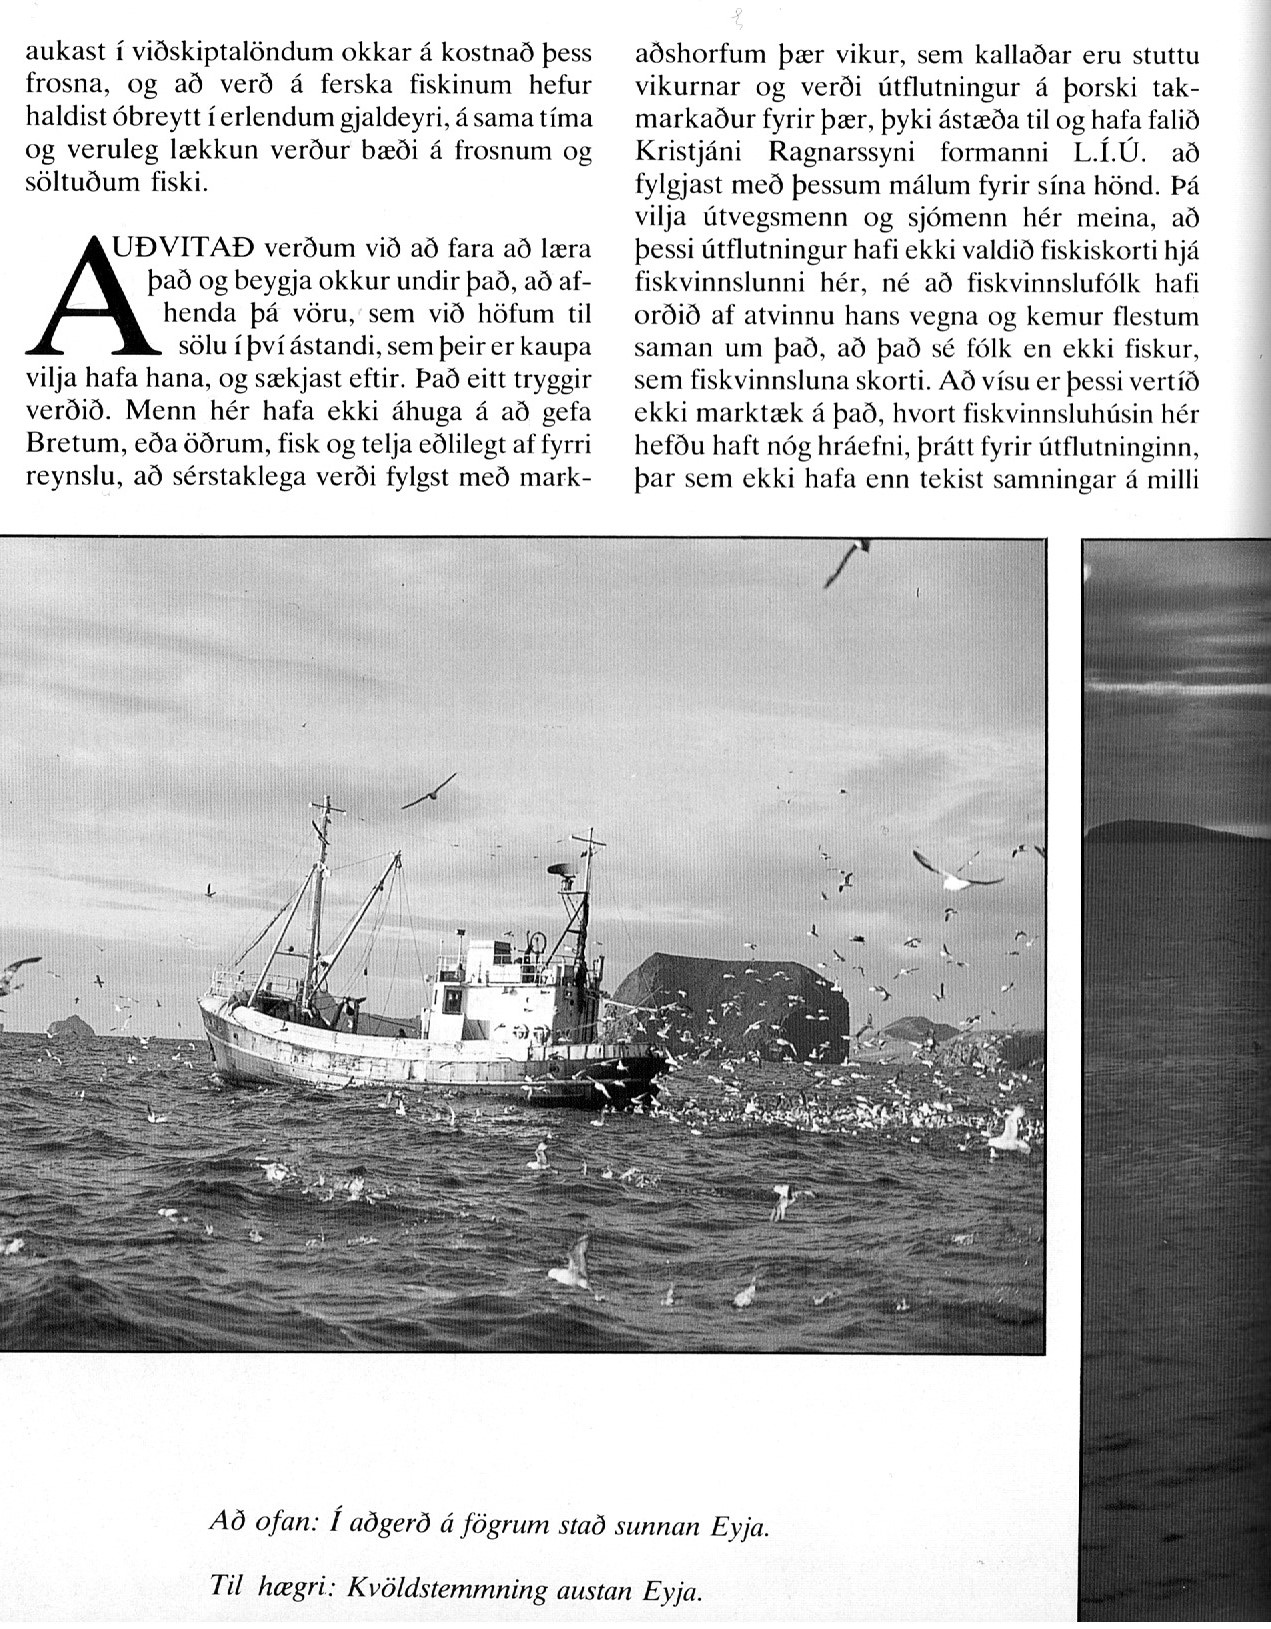 aukast í viðskiptalöndum okkar á kostnað þess
frosna, og að verð á ferska fiskinum hefur
haldist óbreytt í erlendum gjaldeyri, á sama tíma
og veruleg lækkun verður bæði á frosnum og
söltuðum fiski.
AUÐVITAÐ verðum við að fara að læra
það og beygja okkur undir það, að af-
henda þá vöru, sem við höfum til
sölu í því ástandi, sem þeir er kaupa
vilja hafa hana, og sækjast eftir. Það eitt tryggir
verðið. Menn hér hafa ekki áhuga á að gefa
Bretum, eða öðrum, fisk og telja eðlilegt af fyrri
reynslu, að sérstaklega verði fylgst með mark-
aðshorfum þær vikur, sem kallaðar eru stuttu
vikurnar og verði útflutningur á þorski tak-
markaður fyrir þær, þyki ástæða til og hafa falið
Kristjáni Ragnarssyni formanni L.Í.Ú. að
fylgjast með þessum málum fyrir sína hönd. Þá
vilja útvegsmenn og sjómenn hér meina, að
þessi útflutningur hafi ekki valdið fiskiskorti hjá
fiskvinnslunni hér, né að fiskvinnslufólk hafi
orðið af atvinnu hans vegna og kemur flestum
saman um það, að það sé fólk en ekki fiskur,
sem fiskvinnsluna skorti. Að vísu er þessi vertíð
ekki marktæk á það, hvort fiskvinnsluhúsin hér
hefðu haft nóg hráefni, þrátt fyrir útflutninginn,
þar sem ekki hafa enn tekist samningar á milli
Að ofan: Í aðgerð á fögrum stað sunnan Eyja.
Til hægri: Kvöldstemmning austan Eyja.